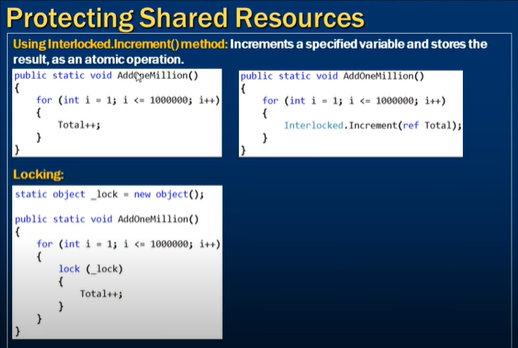 Protecting Shared Resources
Using Interlocked.Increment() method: Increments a specified variable and stores the
result, as an atomic operation.
public static void AddOneMillion()
{
for (int i = 1; i <= 1000000; i++)
{
Total++;
}
}
public static void AddOneMillion()
{
for (int i = 1; i <= 1000000; i++)
{
Interlocked.Increment(ref Total);
}
}
Locking:
static object _lock = new object();
public static void AddOneMillion()
{
for (int i = 1; i <= 1000000; i++)
{
lock (_lock)
{
Total++;
}
}
}